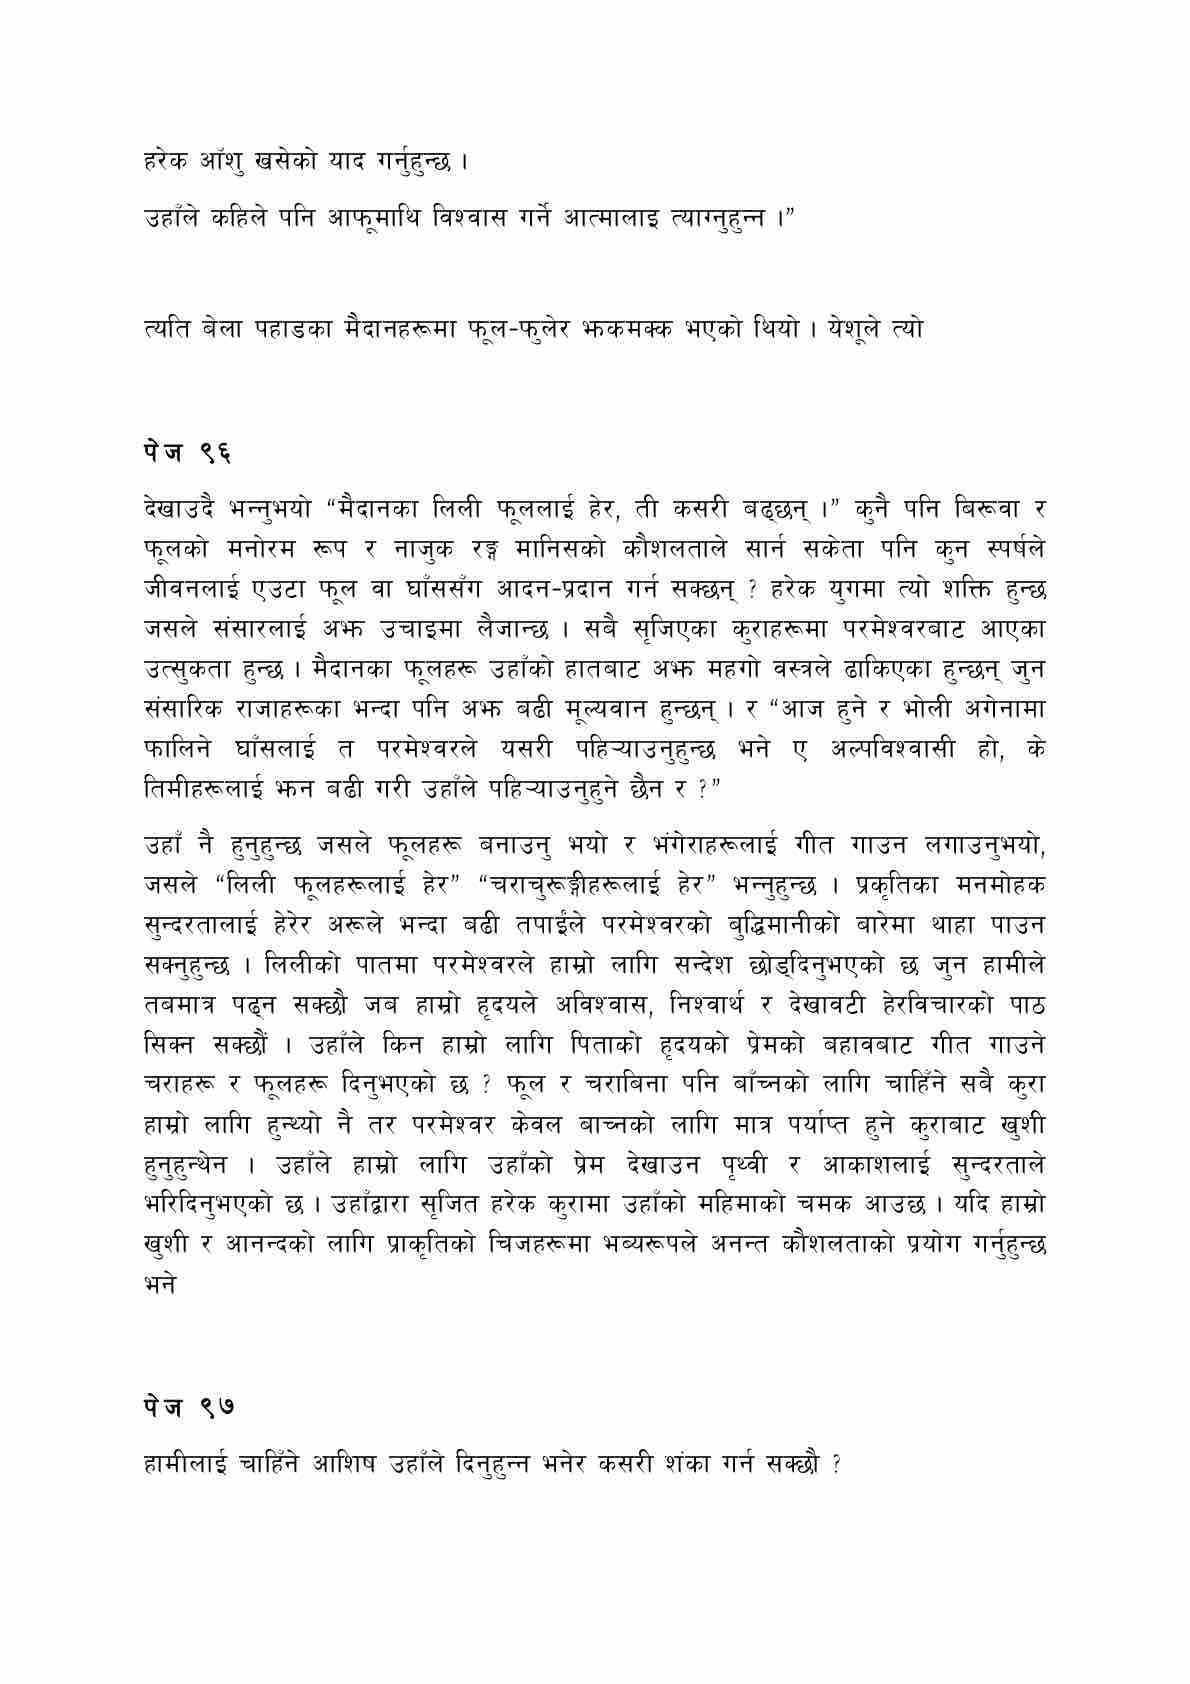 हरेक आँशु खसेको याद गर्नुहुन्छ ।
उहाँले कहिले पनि आफूमाथि विश्वास गर्ने आत्मालाइ त्याग्नुहुन्न ।”
त्यति बेला पहाडका मैदानहरूमा फूल-फुलेर झकमक्क भएको थियो । येशूले त्यो
पेज ९६
देखाउदै भन्नुभयो “मैदानका लिली फूललाई हेर, ती कसरी बढ्छन् ।” कुनै पनि बिरूवा र
फूलको मनोरम रूप र नाजुक रङ्ग मानिसको कौशलताले सार्न सकेता पनि कुन स्पर्षले
जीवनलाई एउटा फूल वा घाँससँग आदन-प्रदान गर्न सक्छन् ? हरेक युगमा त्यो शक्ति हुन्छ
जसले संसारलाई अझ उचाइमा लैजान्छ । सबै सृजिएका कुराहरूमा परमेश्वरबाट आएका
उत्सुकता हुन्छ । मैदानका फूलहरू उहाँको हातबाट अझ महगो वस्त्रले ढाकिएका हुन्छन् जुन
संसारिक राजाहरूका भन्दा पनि अझ बढी मूल्यवान हुन्छन् । र “आज हुने र भोली अगेनामा
फालिने घाँसलाई त परमेश्वरले यसरी पहिऱ्याउनुहुन्छ भने ए अल्पविश्वासी हो, के
तिमीहरूलाई झन बढी गरी उहाँले पहिऱ्याउनुहुने छैन र ?”
उहाँ नै हुनुहुन्छ जसले फूलहरू बनाउनु भयो र भंगेराहरूलाई गीत गाउन लगाउनुभयो,
जसले “लिली फूलहरूलाई हेर” “चराचुरूङ्गीहरूलाई हेर” भन्नुहुन्छ । प्रकृतिका मनमोहक
सुन्दरतालाई हेरेर अरूले भन्दा बढी तपाईंले परमेश्वरको बुद्धिमानीको बारेमा थाहा पाउन
सक्नुहुन्छ । लिलीको पातमा परमेश्वरले हाम्रो लागि सन्देश छोड्दिनुभएको छ जुन हामीले
तबमात्र पढ्न सक्छौ जब हाम्रो हृदयले अविश्वास, निश्वार्थ र देखावटी हेरविचारको पाठ
सिक्न सक्छौं । उहाँले किन हाम्रो लागि पिताको हृदयको प्रेमको बहावबाट गीत गाउने
चराहरू र फूलहरू दिनुभएको छ ? फूल र चराबिना पनि बाँच्नको लागि चाहिँने सबै कुरा
हाम्रो लागि हुन्थ्यो नै तर परमेश्वर केवल बाच्नको लागि मात्र पर्याप्त हुने कुराबाट खुशी
हुनुहुन्थेन । उहाँले हाम्रो लागि उहाँको प्रेम देखाउन पृथ्वी र आकाशलाई सुन्दरताले
भरिदिनुभएको छ । उहाँद्वारा सृजित हरेक कुरामा उहाँको महिमाको चमक आउछ । यदि हाम्रो
खुशी र आनन्दको लागि प्राकृतिको चिजहरूमा भब्यरूपले अनन्त कौशलताको प्रयोग गर्नुहुन्छ
भने
पेज ९७
हामीलाई चाहिँने आशिष उहाँले दिनुहुन्न भनेर कसरी शंका गर्न सक्छौ ?